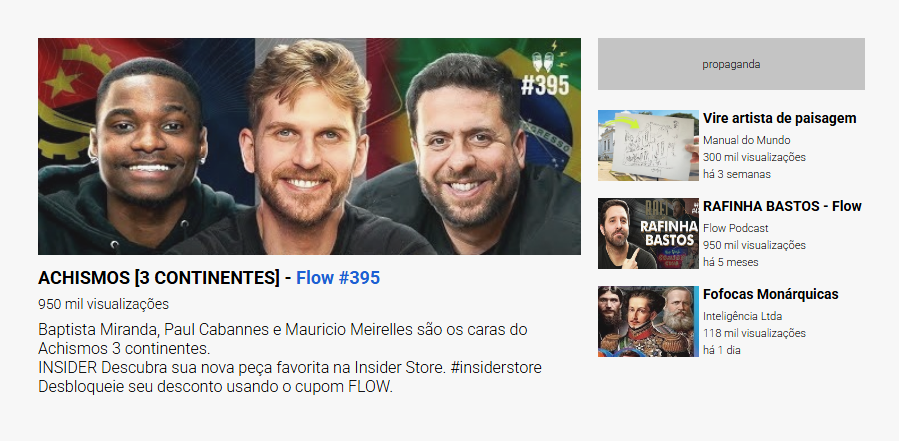 #395
ACHISMOS [3 CONTINENTES] - Flow #395
950 mil visualizações
Baptista Miranda, Paul Cabannes e Mauricio Meirelles são os caras do
Achismos 3 continentes.
INSIDER Descubra sua nova peça favorita na Insider Store. #insiderstore
Desbloqueie seu desconto usando o cupom FLOW.
propaganda
Vire artista de paisagem
Manual do Mundo
300 mil visualizações
há 3 semanas
RAFINHA
BASTOS
RAFINHA BASTOS - Flow
Flow Podcast
950 mil visualizações
há 5 meses
Fofocas Monárquicas
Inteligência Ltda
118 mil visualizações
há 1 dia